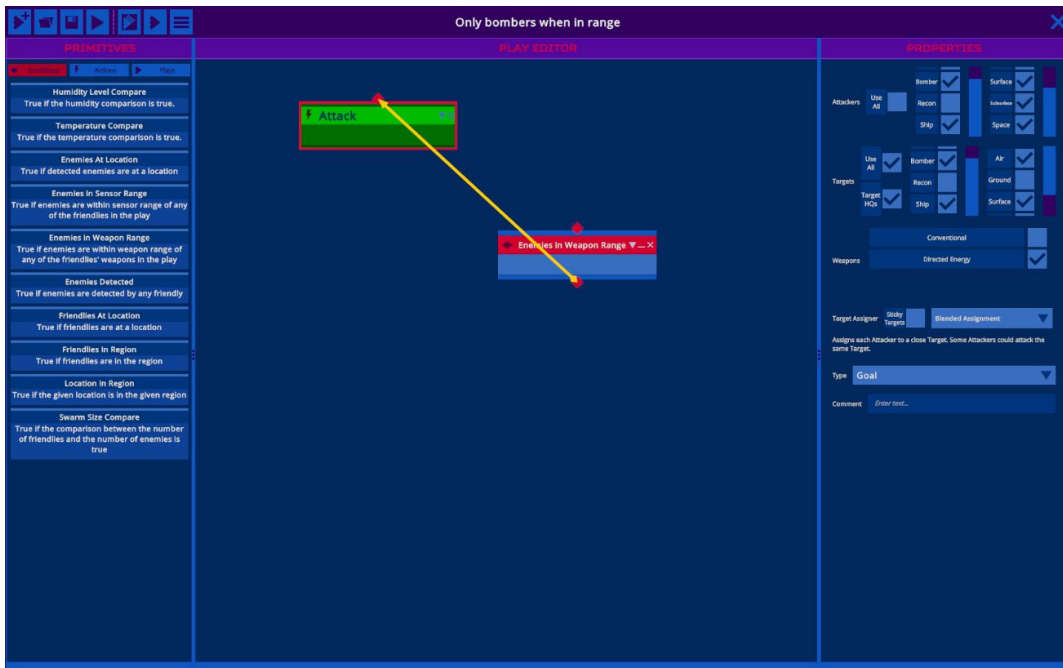 Only bombers when in range
PRIMITIVES
PLAY EDITOR
PROPERTIES
Conditions
Actions
Plays
Humidity Level Compare
True if the humidity comparison is true.
Temperature Compare
True if the temperature comparison is true.
Enemies At Location
True if detected enemies are at a location
Enemies In Sensor Range
True if enemies are within sensor range of any
of the friendlies in the play
Enemies In Weapon Range
True if enemies are within weapon range of
any of the friendlies' weapons in the play
Enemies Detected
True if enemies are detected by any friendly
Friendlies At Location
True if friendlies are at a location
Friendlies In Region
True if friendlies are in the region
Location In Region
True if the given location is in the given region
Swarm Size Compare
True if the comparison between the number
of friendlies and the number of enemies is
true
Attack
Enemies In Weapon Range
Attackers
Use
All
Bomber
Recon
Ship
Surface
Subsurface
Space
Targets
Use
All
Target
HQs
Bomber
Recon
Ship
Air
Ground
Surface
Weapons
Conventional
Directed Energy
Target Assigner
Sticky
Targets
Blended Assignment
Assigns each Attacker to a close Target. Some Attackers could attack the
same Target.
Type
Goal
Comment
Enter text...